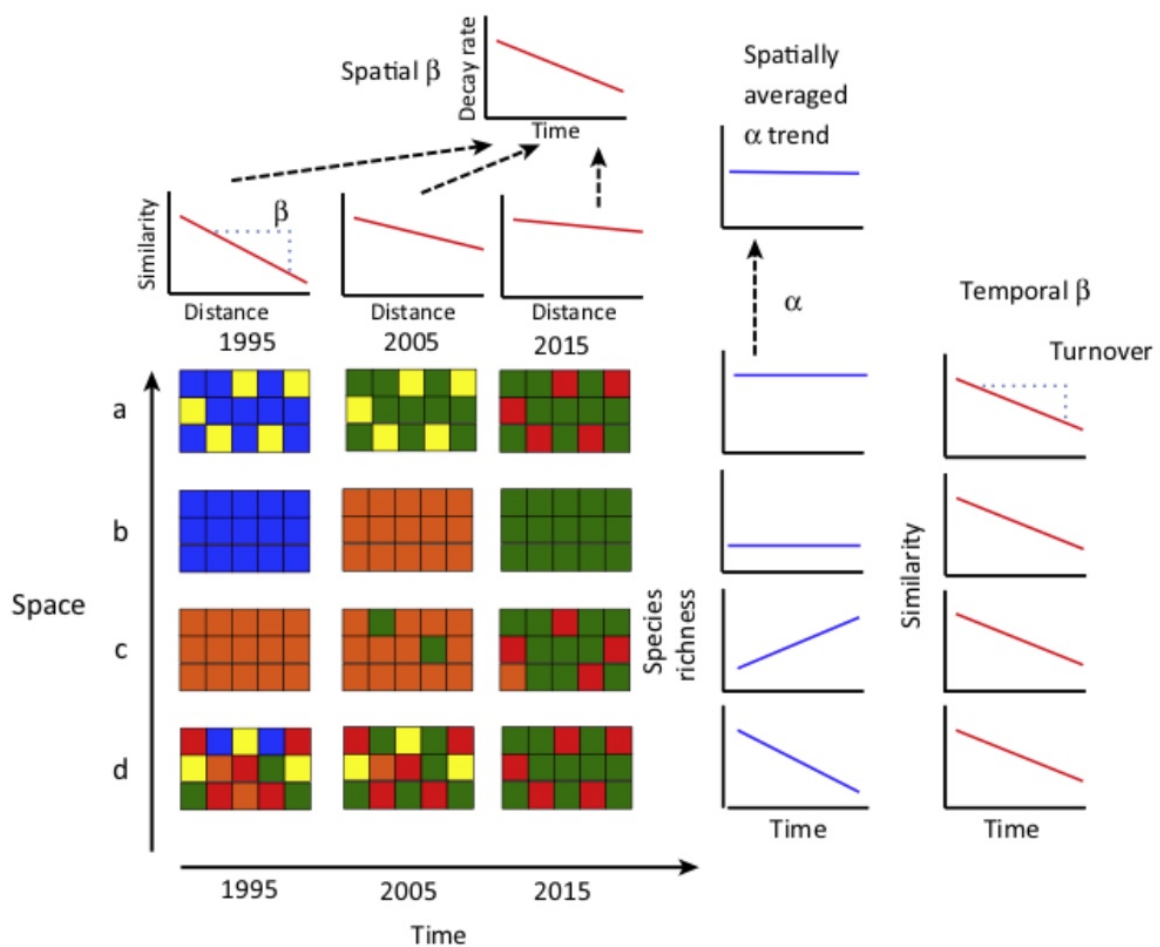 Spatial β
Decay rate
Time
Spatially
averaged
α trend
Similarity
β
Distance
1995
Distance
2005
Distance
2015
α
Temporal β
Turnover
a
b
c
d
Space
Species
richness
Similarity
Time
Time
1995
2005
2015
Time